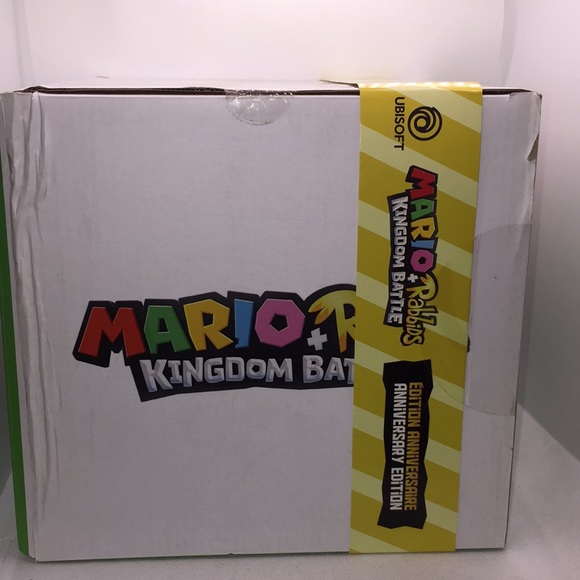 MARIO + R
KINGDOM BAT
UBISOFT
MARIO + Rabbids
KINGDOM BATTLE
EDITION ANNIVERSAIRE
ANNIVERSARY EDITION